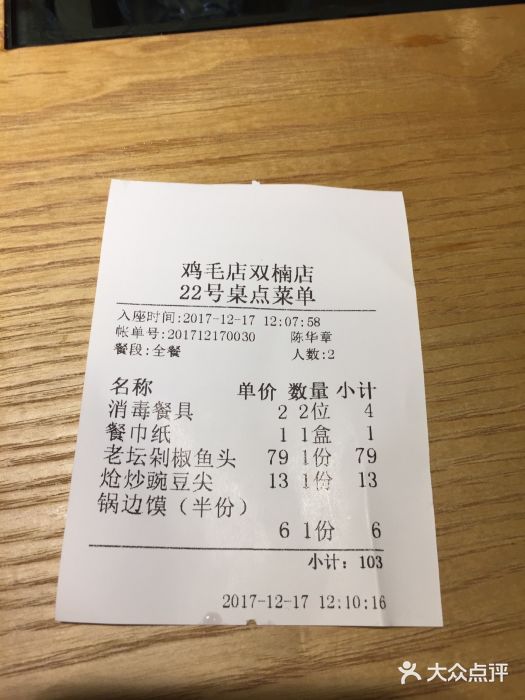 鸡毛店双楠店
22号桌点菜单
入座时间:2017-12-17 12:07:58
帐单号:201712170030 陈华章
餐段:全餐 人数:2
名称 单价 数量 小计
消毒餐具 2 2位 4
餐巾纸 1 1盒 1
老坛剁椒鱼头 79 1份 79
炝炒豌豆尖 13 1份 13
锅边馍（半份）
6 1份 6
小计: 103
2017-12-17 12:10:16
大众点评